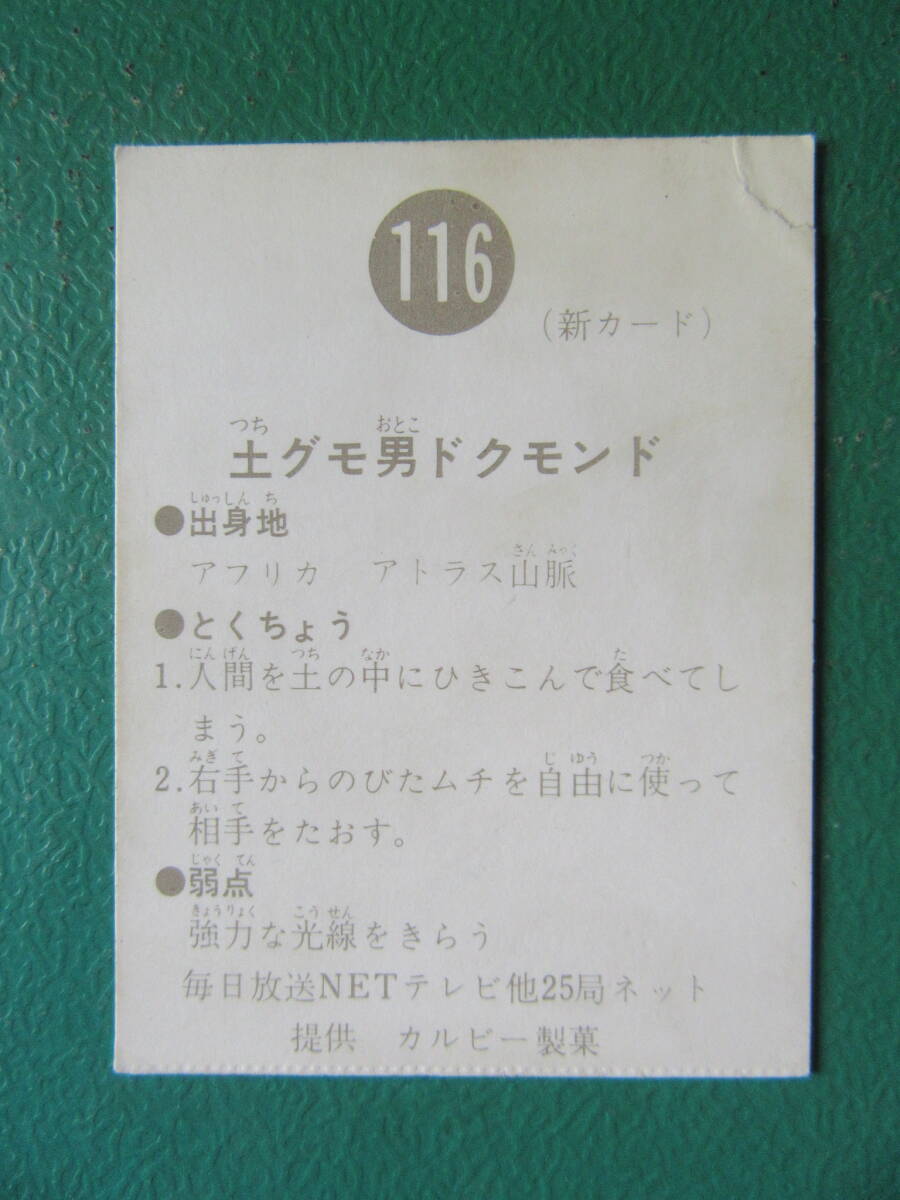 116
（新カード）
土グモ男ドクモンド
つち おとこ
●出身地
しゅっしん ち
アフリカ アトラス山脈
さん みゃく
●とくちょう
1.人間を土の中にひきこんで食べてし
にん げん つち なか た
まう。
2.右手からのびたムチを自由に使って
みぎ て じ ゆう つか
相手をたおす。
あい て
●弱点
じゃく てん
強力な光線をきらう
きょうりょく こう せん
毎日放送NETテレビ他25局ネット
提供 カルビー製菓